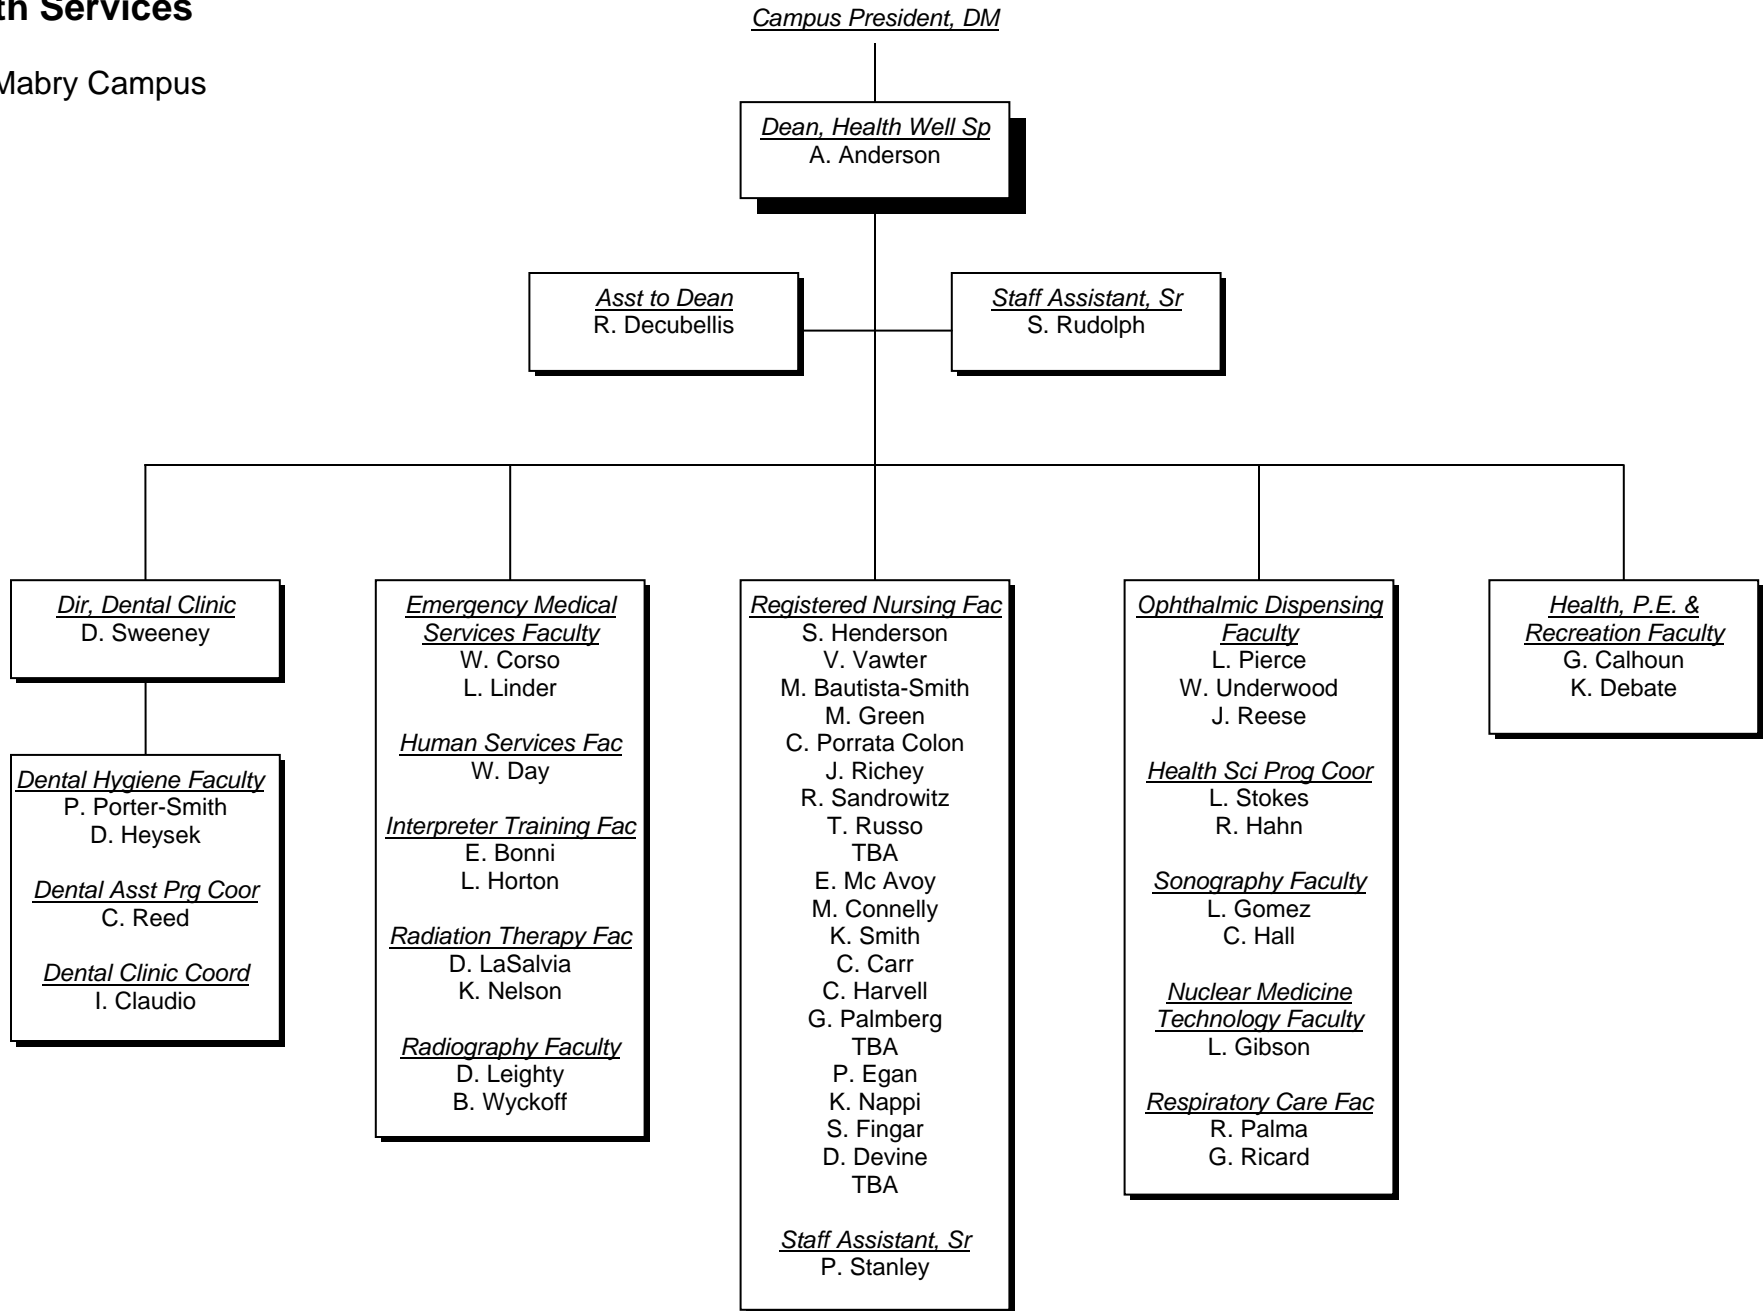 th Services
Mabry Campus
Campus President, DM
Dean, Health Well Sp
A. Anderson
Asst to Dean
R. Decubellis
Staff Assistant, Sr
S. Rudolph
Dir, Dental Clinic
D. Sweeney
Dental Hygiene Faculty
P. Porter-Smith
D. Heysek
Dental Asst Prg Coor
C. Reed
Dental Clinic Coord
I. Claudio
Emergency Medical
Services Faculty
W. Corso
L. Linder
Human Services Fac
W. Day
Interpreter Training Fac
E. Bonni
L. Horton
Radiation Therapy Fac
D. LaSalvia
K. Nelson
Radiography Faculty
D. Leighty
B. Wyckoff
Registered Nursing Fac
S. Henderson
V. Vawter
M. Bautista-Smith
M. Green
C. Porrata Colon
J. Richey
R. Sandrowitz
T. Russo
TBA
E. Mc Avoy
M. Connelly
K. Smith
C. Carr
C. Harvell
G. Palmberg
TBA
P. Egan
K. Nappi
S. Fingar
D. Devine
TBA
Staff Assistant, Sr
P. Stanley
Ophthalmic Dispensing
Faculty
L. Pierce
W. Underwood
J. Reese
Health Sci Prog Coor
L. Stokes
R. Hahn
Sonography Faculty
L. Gomez
C. Hall
Nuclear Medicine
Technology Faculty
L. Gibson
Respiratory Care Fac
R. Palma
G. Ricard
Health, P.E. &
Recreation Faculty
G. Calhoun
K. Debate